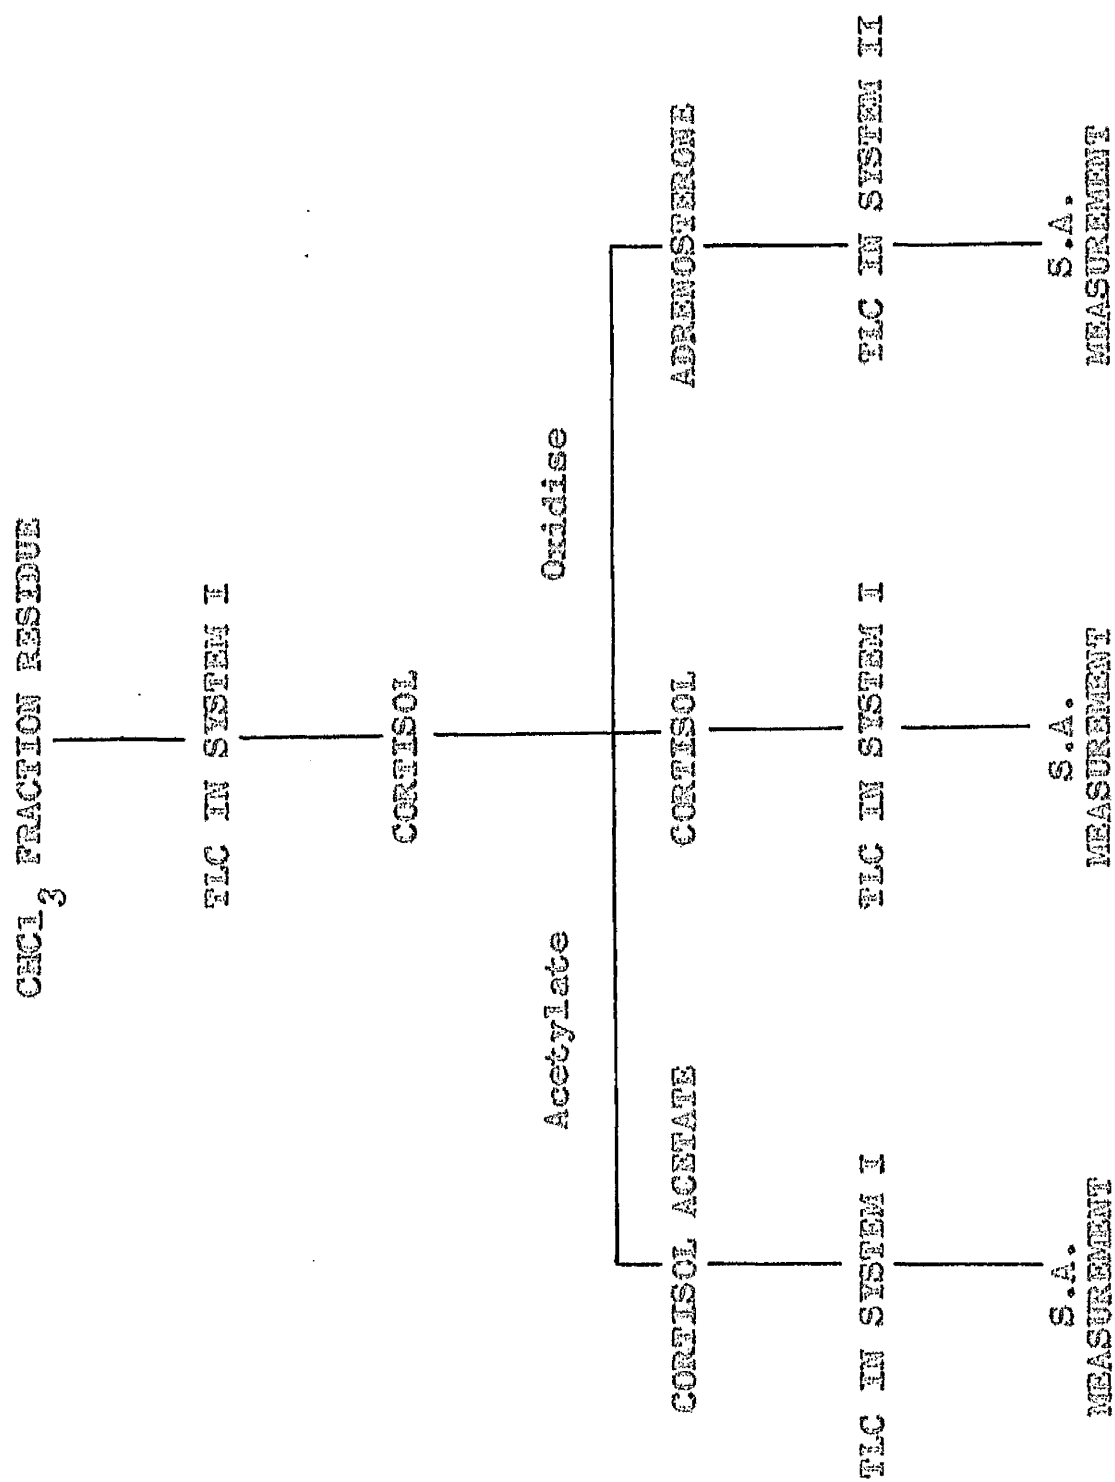 CHCl3 FRACTION RESIDUE
TLC IN SYSTEM I
CORTISOL
Acetylate
Oxidise
CORTISOL ACETATE
CORTISOL
ADRENOSTERONE
TLC IN SYSTEM I
TLC IN SYSTEM I
TLC IN SYSTEM II
S.A.
MEASUREMENT
S.A.
MEASUREMENT
S.A.
MEASUREMENT